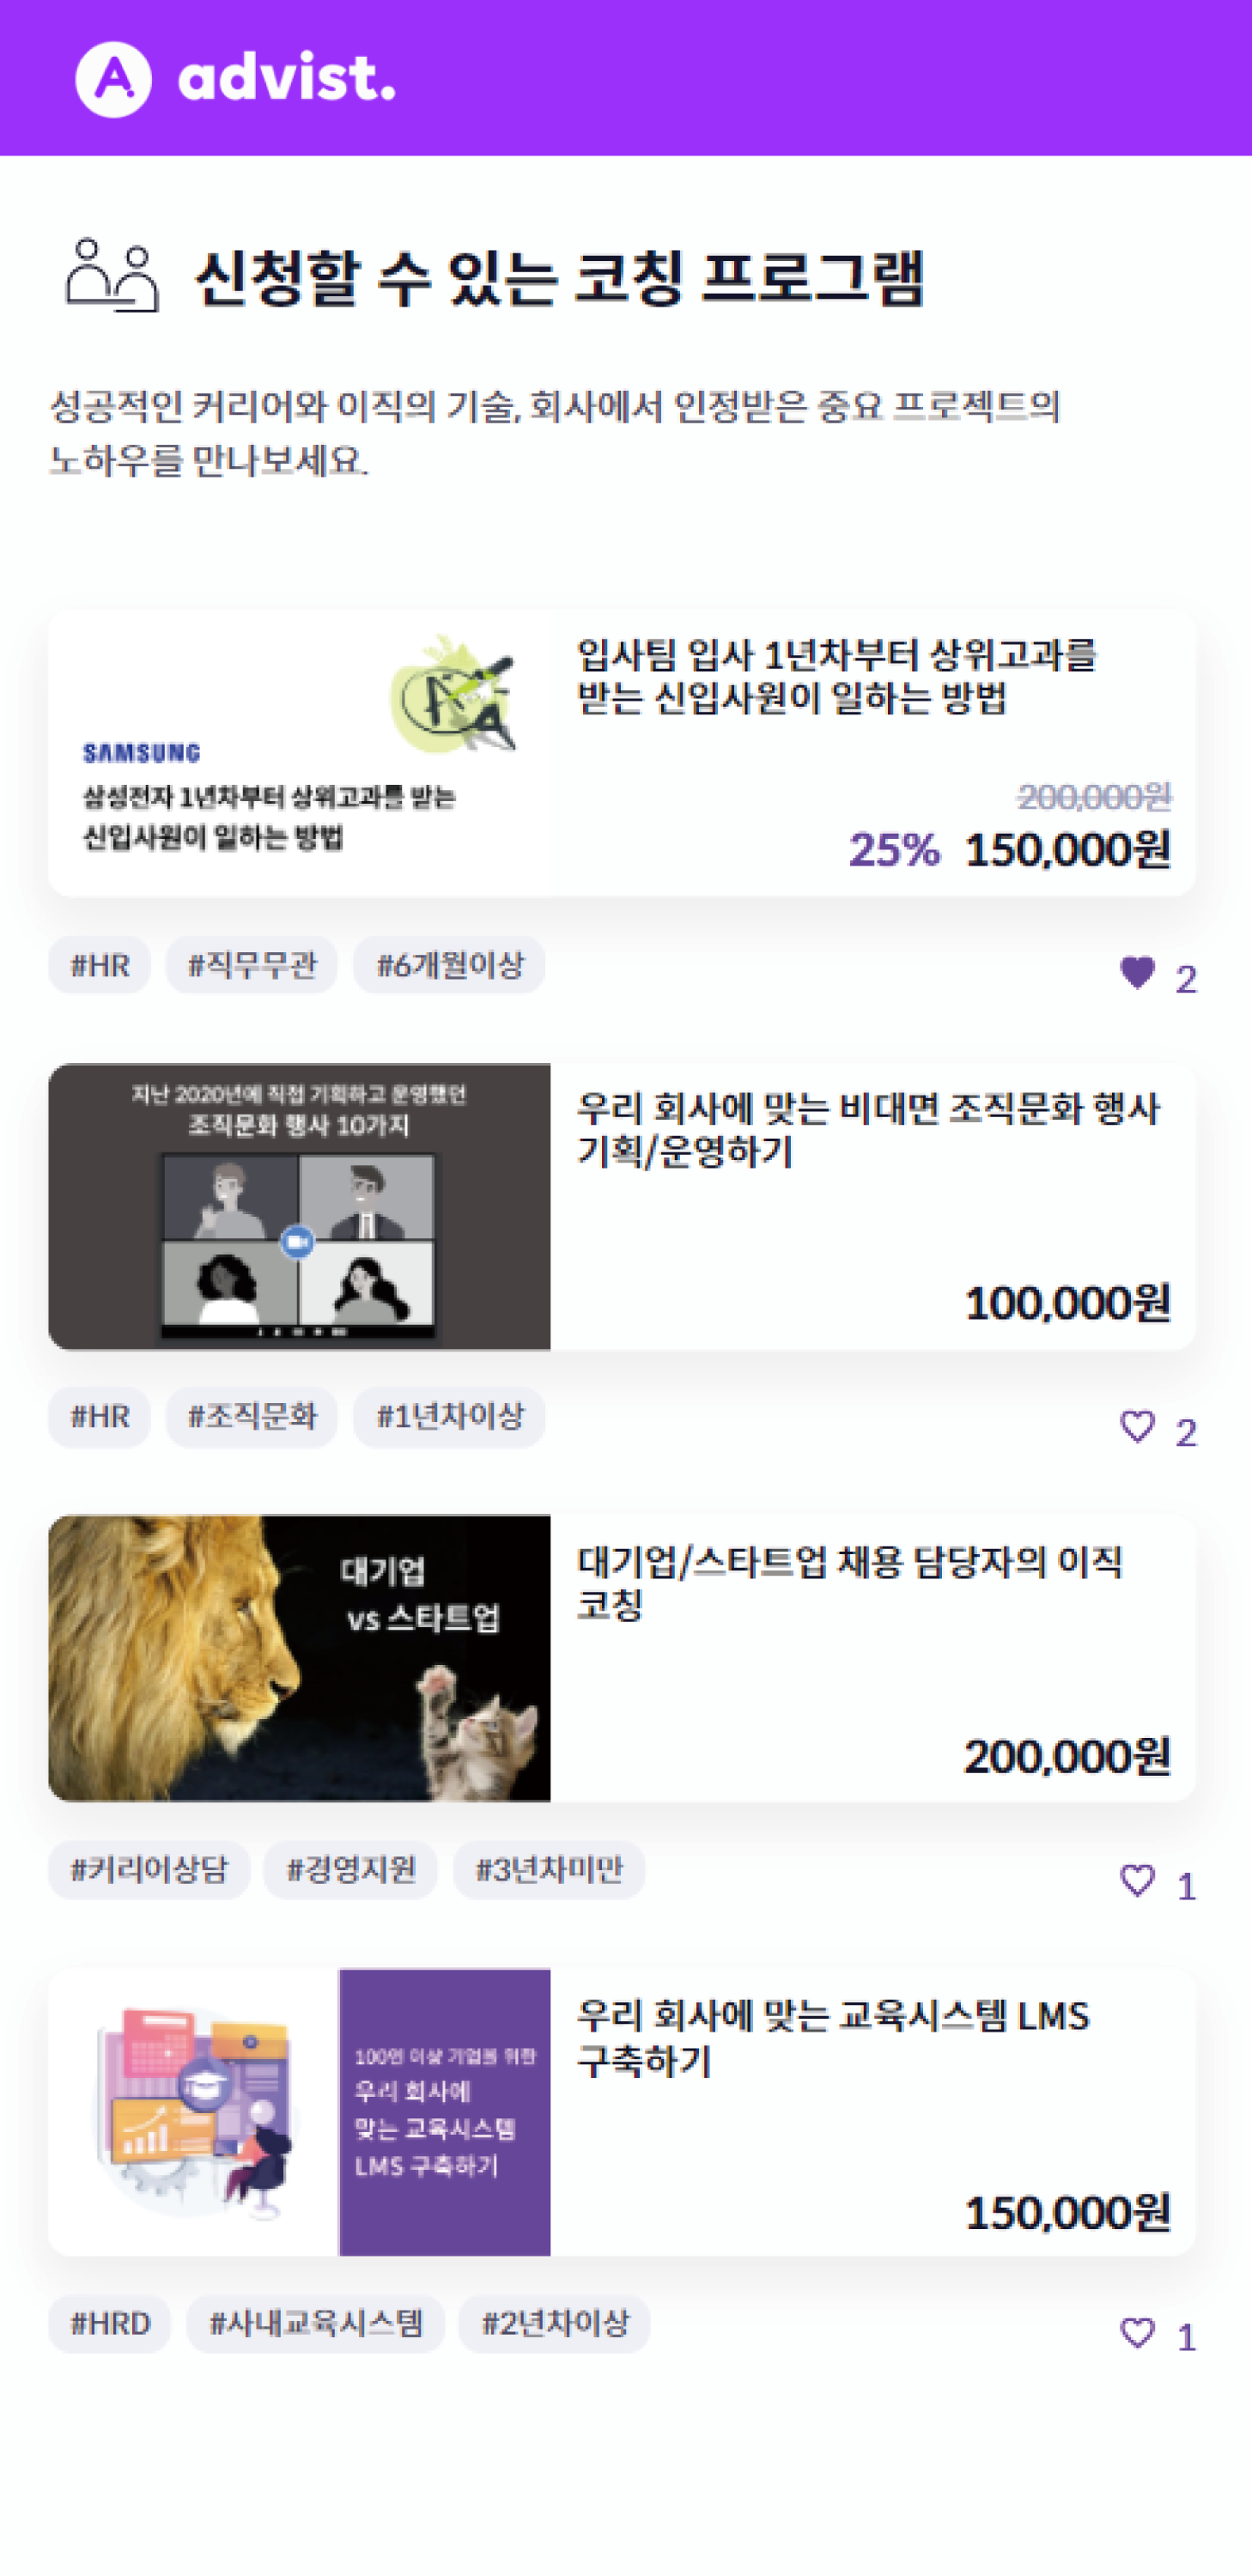 A advist.
신청할 수 있는 코칭 프로그램
성공적인 커리어와 이직의 기술, 회사에서 인정받은 중요 프로젝트의
노하우를 만나보세요.
A
SAMSUNG
삼성전자 1년차부터 상위고과를 받는
신입사원이 일하는 방법
입사팀 입사 1년차부터 상위고과를
받는 신입사원이 일하는 방법
200,000원
25% 150,000원
#HR #직무무관 #6개월이상
2
지난 2020년에 직접 기획하고 운영했던
조직문화 행사 10가지
우리 회사에 맞는 비대면 조직문화 행사
기획/운영하기
100,000원
#HR #조직문화 #1년차이상
2
대기업
vs 스타트업
대기업/스타트업 채용 담당자의 이직
코칭
200,000원
#커리어상담 #경영지원 #3년차미만
1
100인 이상 기업을 위한
우리 회사에
맞는 교육시스템
LMS 구축하기
우리 회사에 맞는 교육시스템 LMS
구축하기
150,000원
#HRD #사내교육시스템 #2년차이상
1